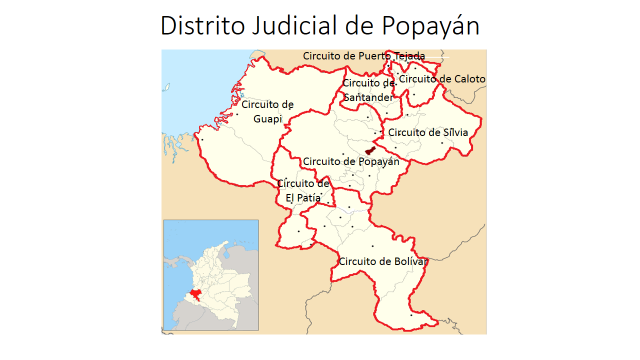 Distrito Judicial de Popayán
Circuito de Puerto Tejada
Circuito de Caloto
Circuito de
Santander
Circuito de
Guapi
Circuito de Silvia
Circuito de Popayán
Circuito de
El Patía
Circuito de Bolívar